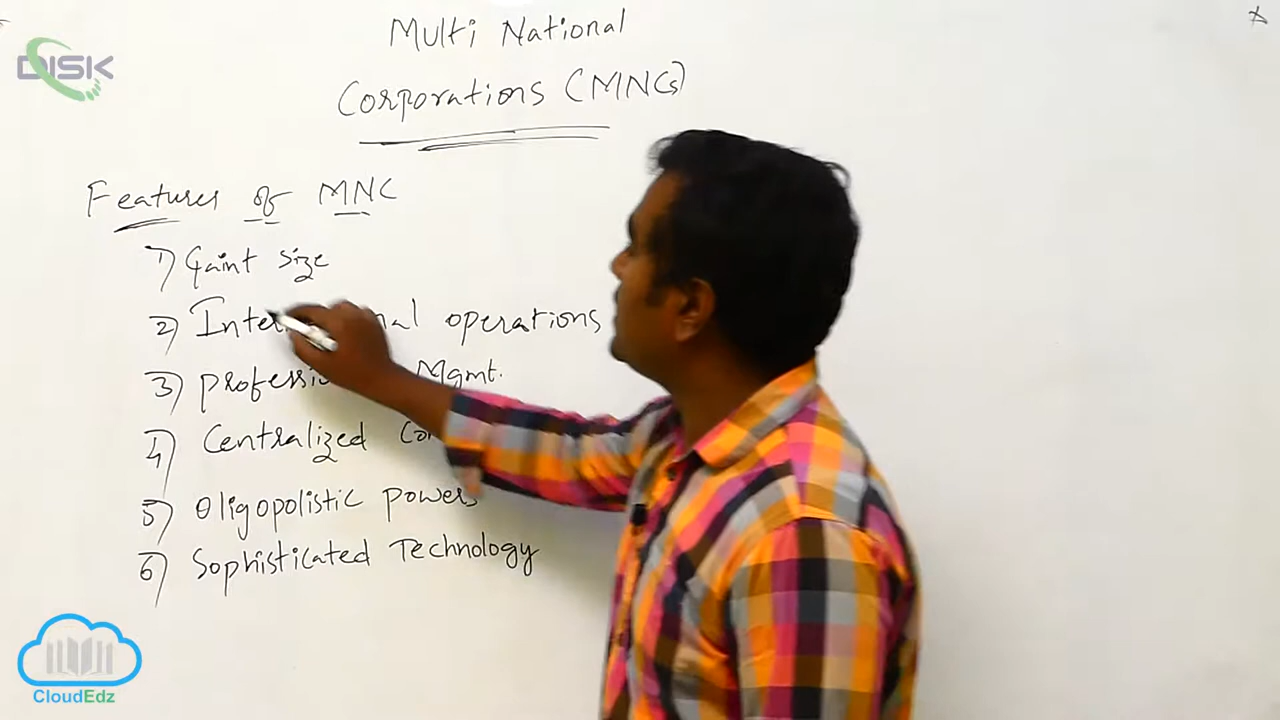 DISK
Multi National
Corporations (MNCs)
Features of MNC
1) Gaint size
2) operations
3) Mgmt.
4) Centralized
5) Oligopolistic powers
6) Sophisticated Technology
CloudEdz